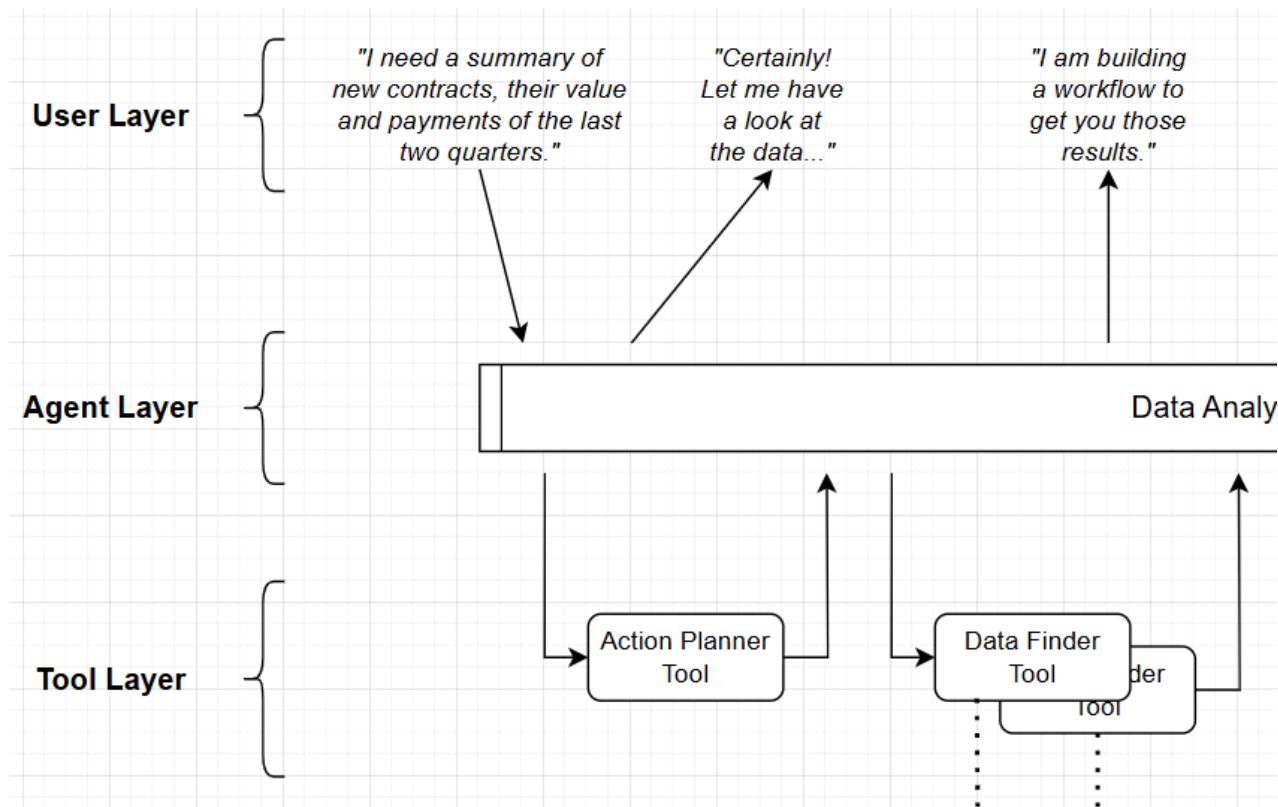 "I need a summary of
new contracts, their value
and payments of the last
two quarters."
"Certainly!
Let me have
a look at
the data..."
"I am building
a workflow to
get you those
results."
User Layer
Agent Layer
Data Analy
Tool Layer
Action Planner
Tool
Data Finder
Tool
der
Tool